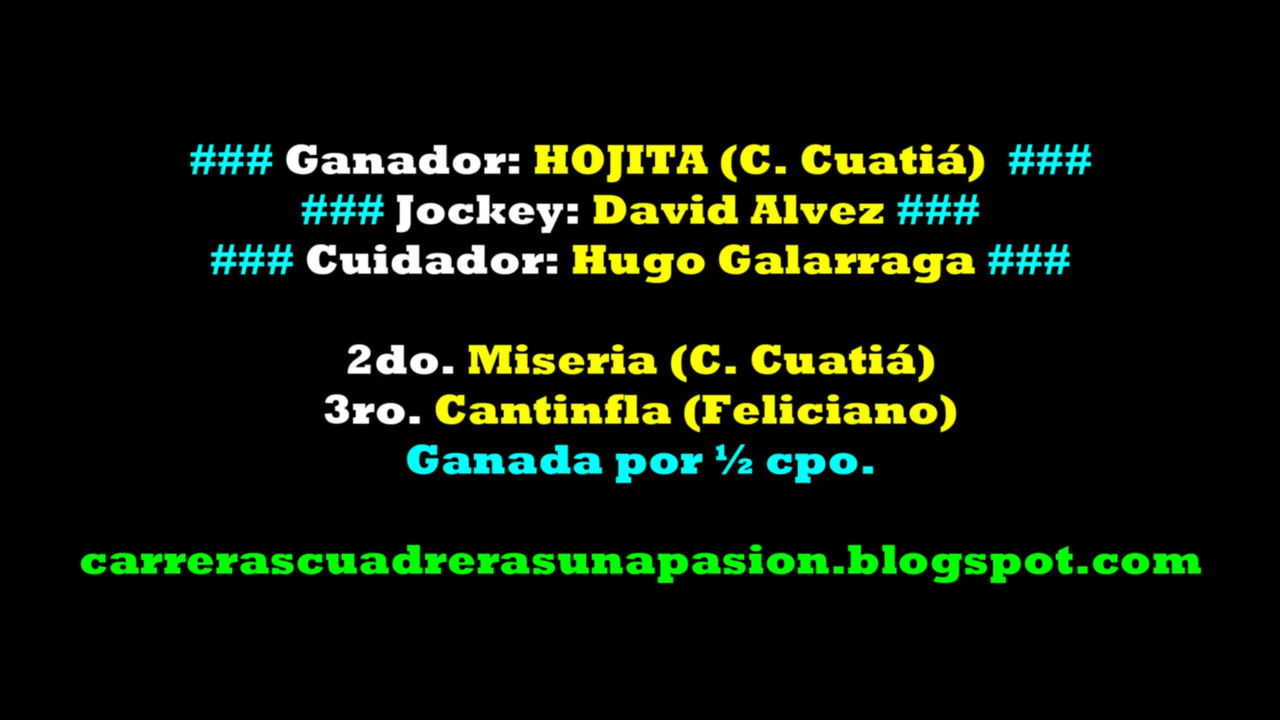 ### Ganador: HOJITA (C. Cuatiá) ###
### Jockey: David Alvez ###
### Cuidador: Hugo Galarraga ###
2do. Miseria (C. Cuatiá)
3ro. Cantinfla (Feliciano)
Ganada por ½ cpo.
carrerascuadrerasunapasion.blogspot.com